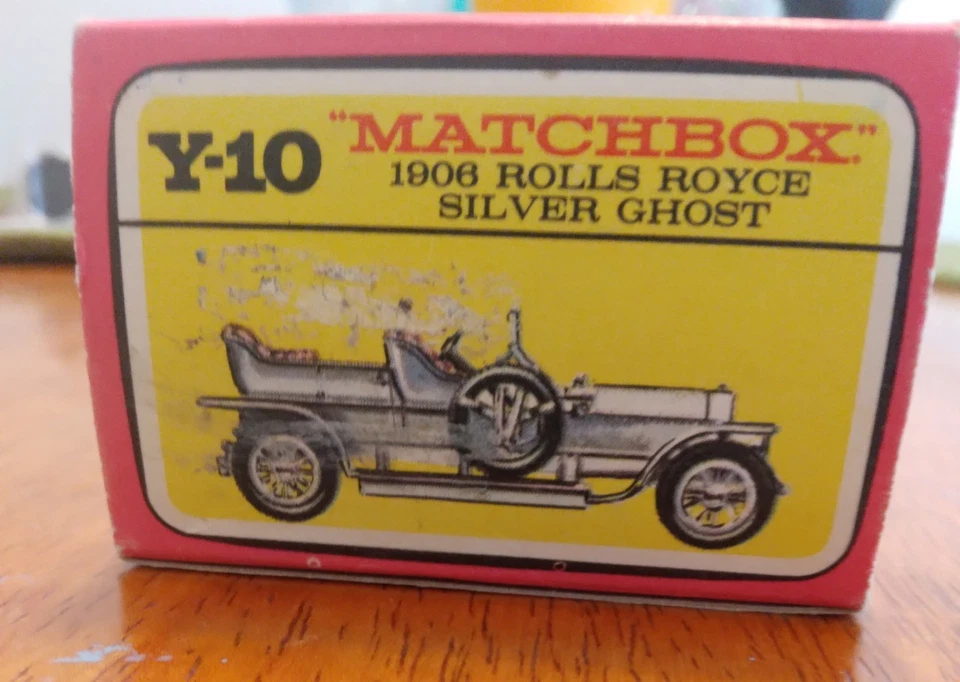 Y-10
"MATCHBOX."
1906 ROLLS ROYCE
SILVER GHOST